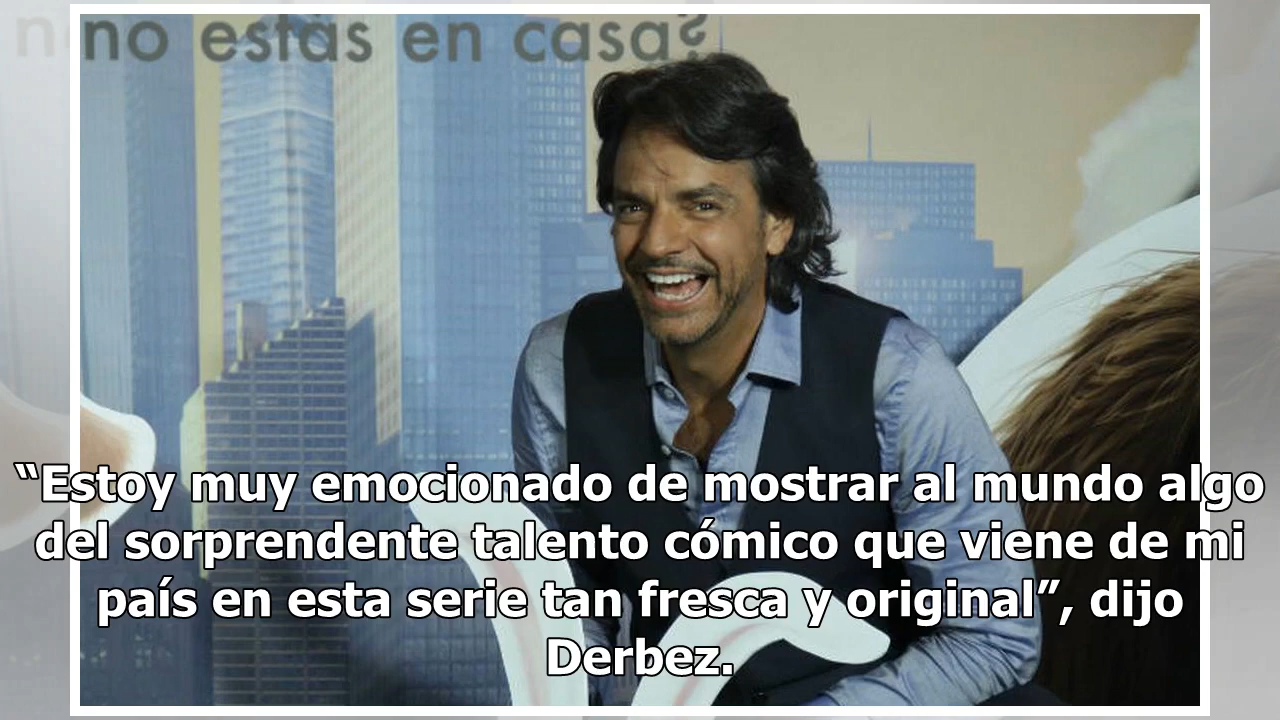 no estás en casa?
“Estoy muy emocionado de mostrar al mundo algo
del sorprendente talento cómico que viene de mi
país en esta serie tan fresca y original”, dijo
Derbez.